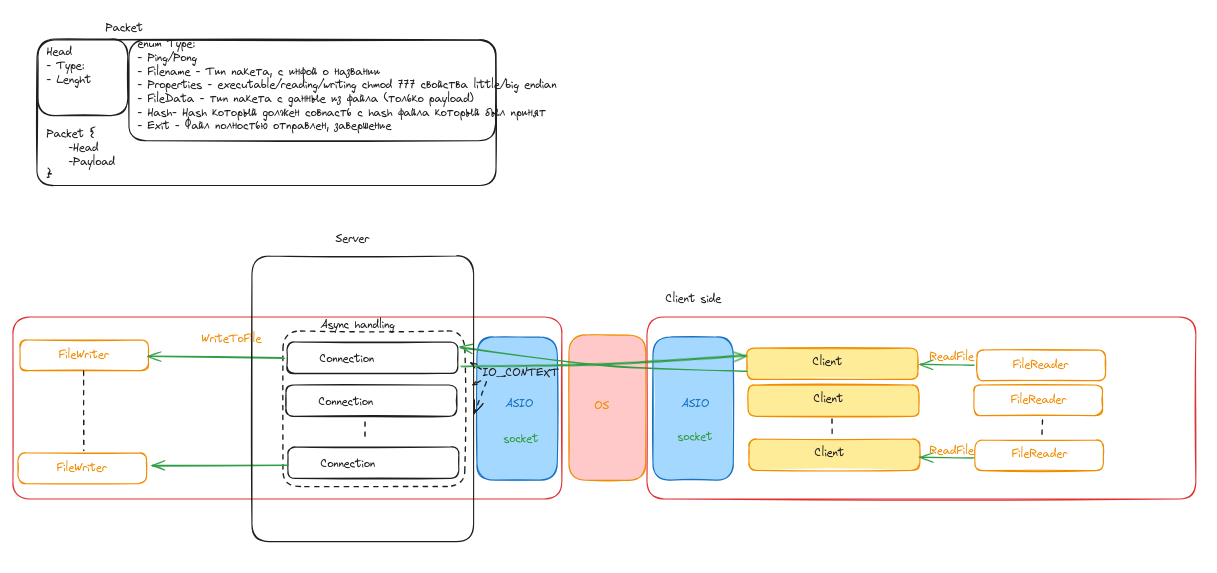 Packet
Head
- Type:
- Lenght
enum Type:
- Ping/Pong
- Filename - Тип пакета, с инфой о названии
- Properties - executable/reading/writing chmod 777 свойства little/big endian
- FileData - тип пакета с данные из файла (только payload)
- Hash- Hash который должен совпасть с hash файла который был принят
- Exit - Файл полностью отправлен, завершение
Packet {
-Head
-Payload
}
Server
Client side
Async handling
WriteToFile
FileWriter
Connection
IO_CONTEXT
Client
ReadFile
FileReader
Connection
ASIO
OS
ASIO
Client
FileReader
socket
socket
FileWriter
Connection
Client
ReadFile
FileReader